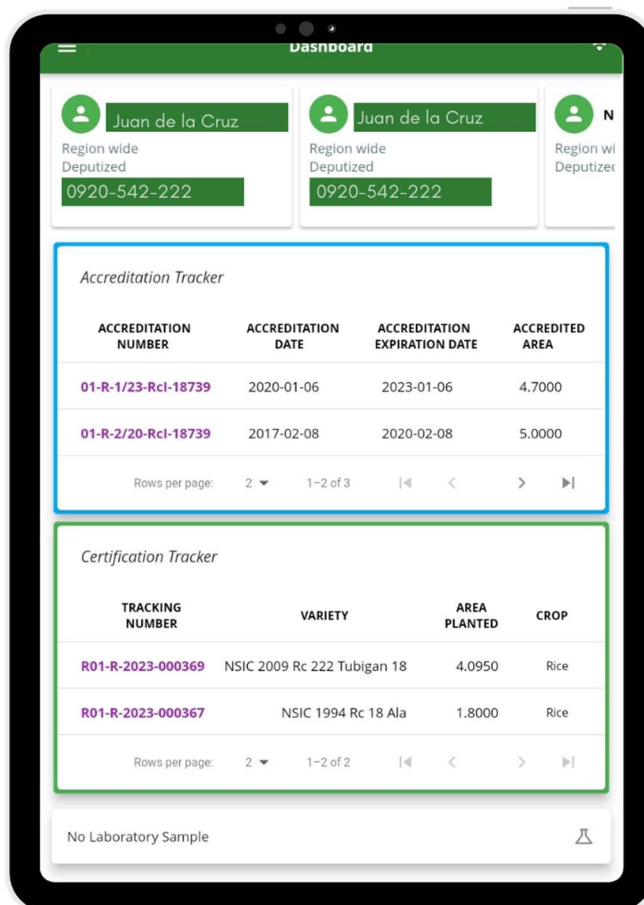 Dashboard
Juan de la Cruz
Region wide
Deputized
0920-542-222
Juan de la Cruz
Region wide
Deputized
0920-542-222
N
Region wi
Deputized
Accreditation Tracker
ACCREDITATION NUMBER ACCREDITATION DATE ACCREDITATION EXPIRATION DATE ACCREDITED AREA
01-R-1/23-RcI-18739 2020-01-06 2023-01-06 4.7000
01-R-2/20-RcI-18739 2017-02-08 2020-02-08 5.0000
Rows per page: 2 1–2 of 3
Certification Tracker
TRACKING NUMBER VARIETY AREA PLANTED CROP
R01-R-2023-000369 NSIC 2009 Rc 222 Tubigan 18 4.0950 Rice
R01-R-2023-000367 NSIC 1994 Rc 18 Ala 1.8000 Rice
Rows per page: 2 1–2 of 2
No Laboratory Sample